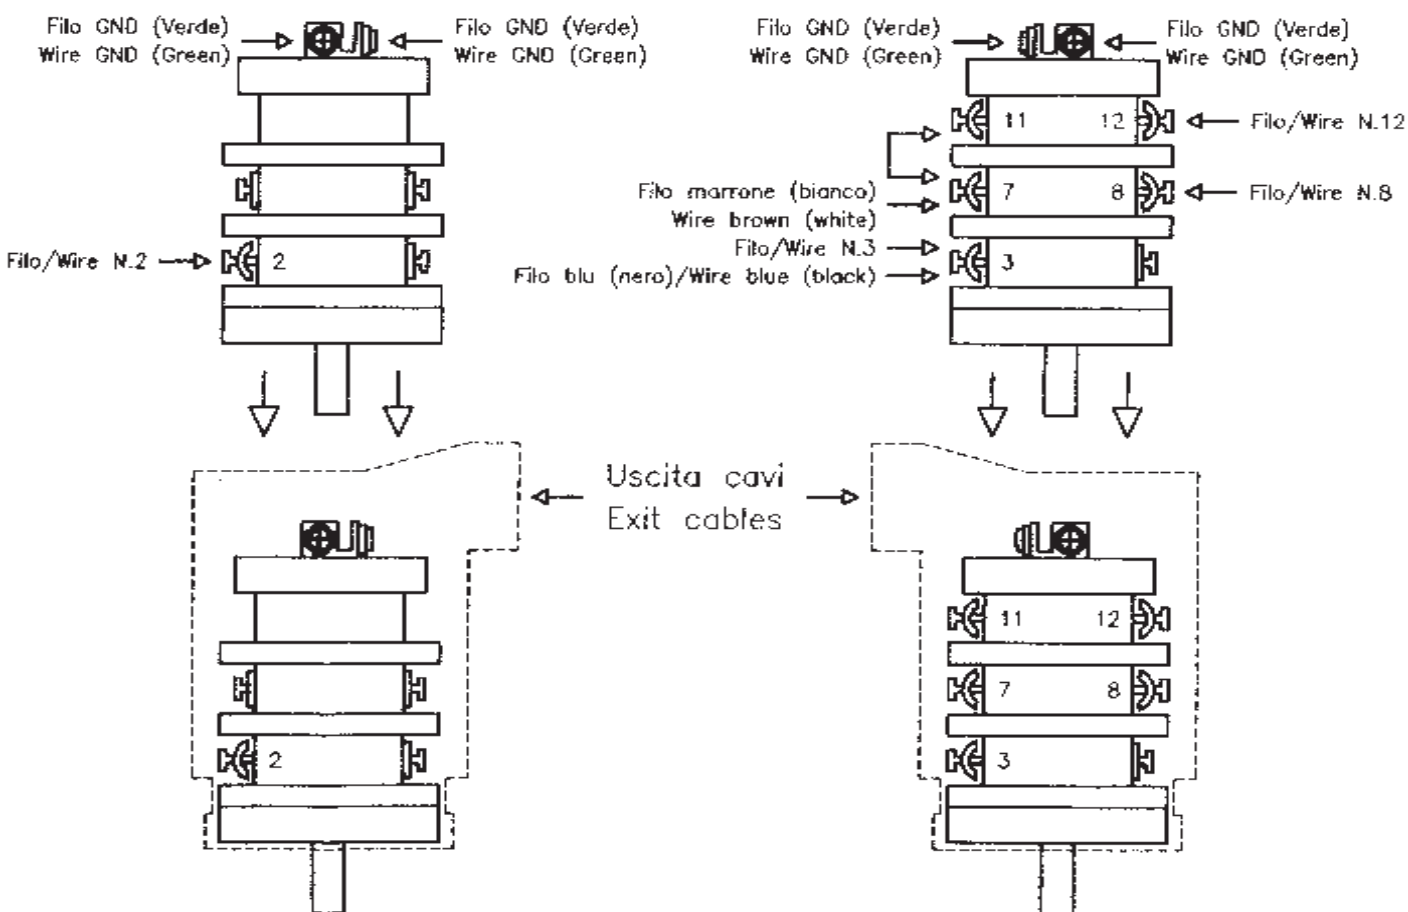 Filo GND (Verde)
Wire GND (Green)
Filo GND (Verde)
Wire GND (Green)
Filo/Wire N.2
2
Filo GND (Verde)
Wire GND (Green)
Filo GND (Verde)
Wire GND (Green)
11 12
Filo/Wire N.12
Filo marrone (bianco)
Wire brown (white)
7 8
Filo/Wire N.8
Filo/Wire N.3
Filo blu (nero)/Wire blue (black)
3
Uscita cavi
Exit cables
2
11 12
7 8
3